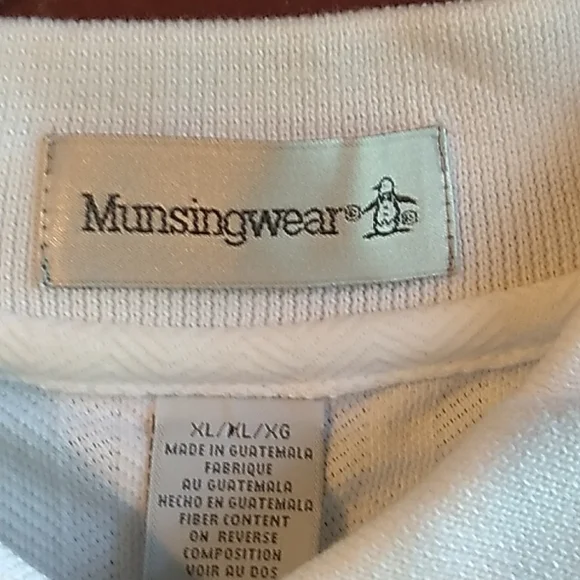 Munsingwear®
XL/XL/XG
MADE IN GUATEMALA
FABRIQUE
AU GUATEMALA
HECHO EN GUATEMALA
FIBER CONTENT
ON REVERSE
COMPOSITION
VOIR AU DOS